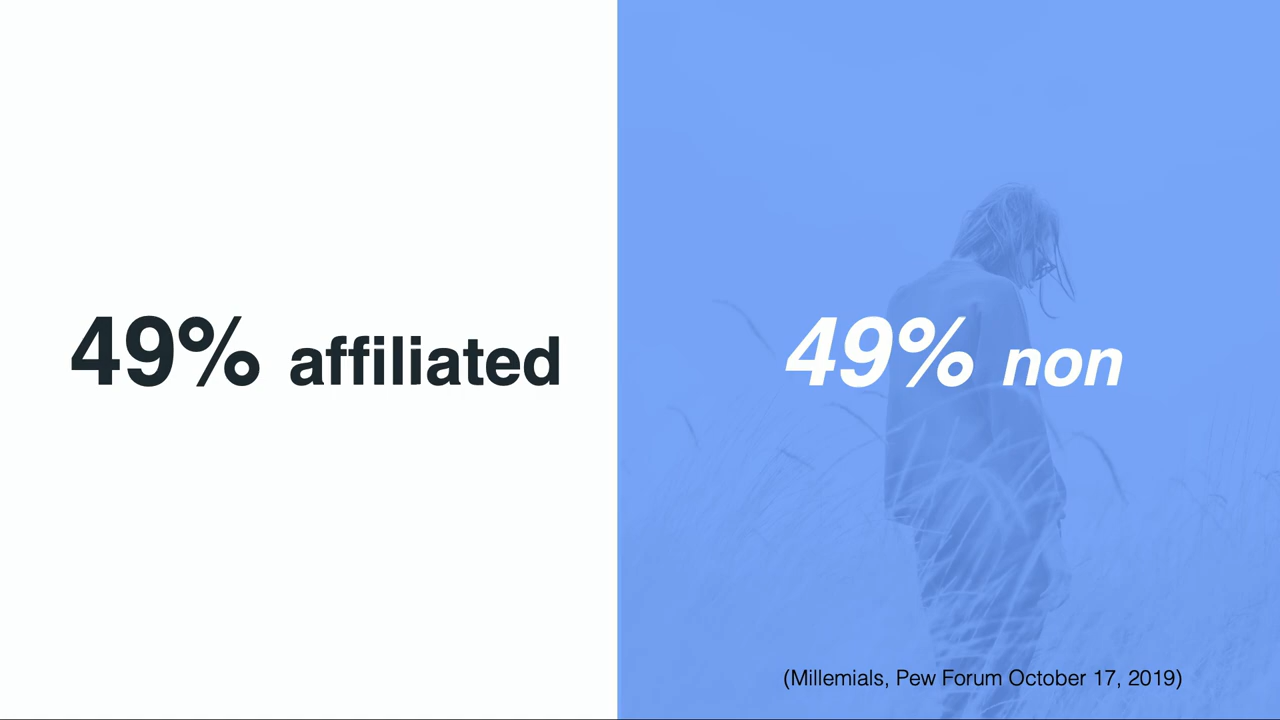 49% affiliated
49% non
(Millemials, Pew Forum October 17, 2019)